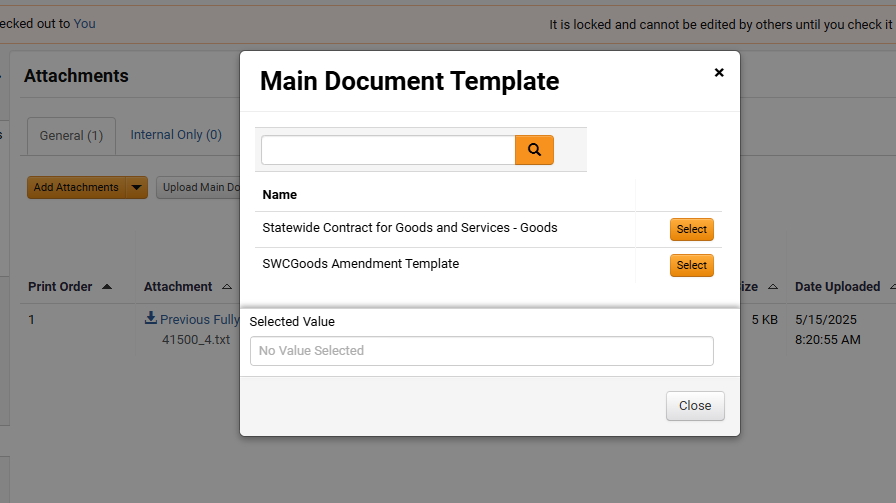 ecked out to You
It is locked and cannot be edited by others until you check it
Attachments
Main Document Template
×
General (1)
Internal Only (0)
Add Attachments
Upload Main Do
Name
Statewide Contract for Goods and Services - Goods
Select
SWCGoods Amendment Template
Select
Print Order
Attachment
ize
Date Uploaded
1
Previous Fully
41500_4.txt
5 KB
5/15/2025
8:20:55 AM
Selected Value
No Value Selected
Close